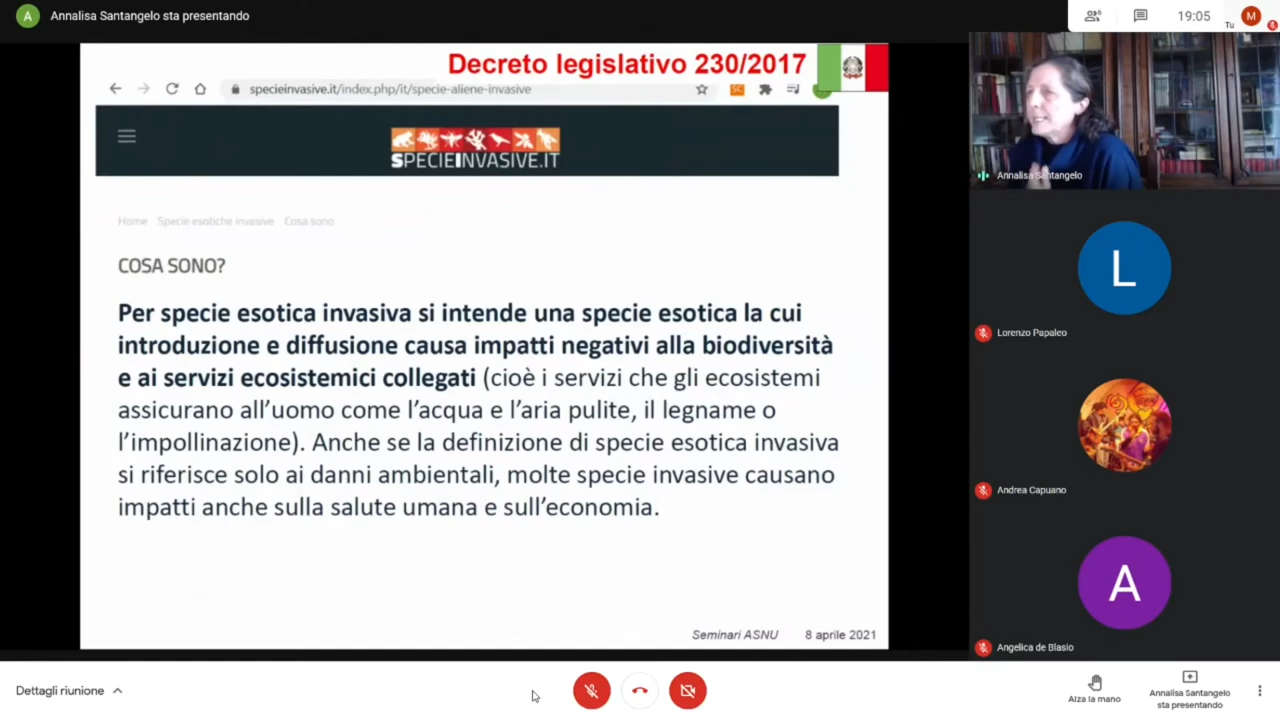 A
Annalisa Santangelo sta presentando
6
19:05
Tu
M
Decreto legislativo 230/2017
specieinvasive.it/index.php/it/specie-aliene-invasive
SC
SPECIEINVASIVE.IT
Home Specie esotiche invasive Cosa sono
COSA SONO?
Per specie esotica invasiva si intende una specie esotica la cui
introduzione e diffusione causa impatti negativi alla biodiversità
e ai servizi ecosistemici collegati (cioè i servizi che gli ecosistemi
assicurano all'uomo come l'acqua e l'aria pulite, il legname o
l'impollinazione). Anche se la definizione di specie esotica invasiva
si riferisce solo ai danni ambientali, molte specie invasive causano
impatti anche sulla salute umana e sull'economia.
Seminari ASNU 8 aprile 2021
Annalisa Santangelo
L
Lorenzo Papaleo
Andrea Capuano
A
Angelica de Blasio
Dettagli riunione
Alza la mano
Annalisa Santangelo
sta presentando